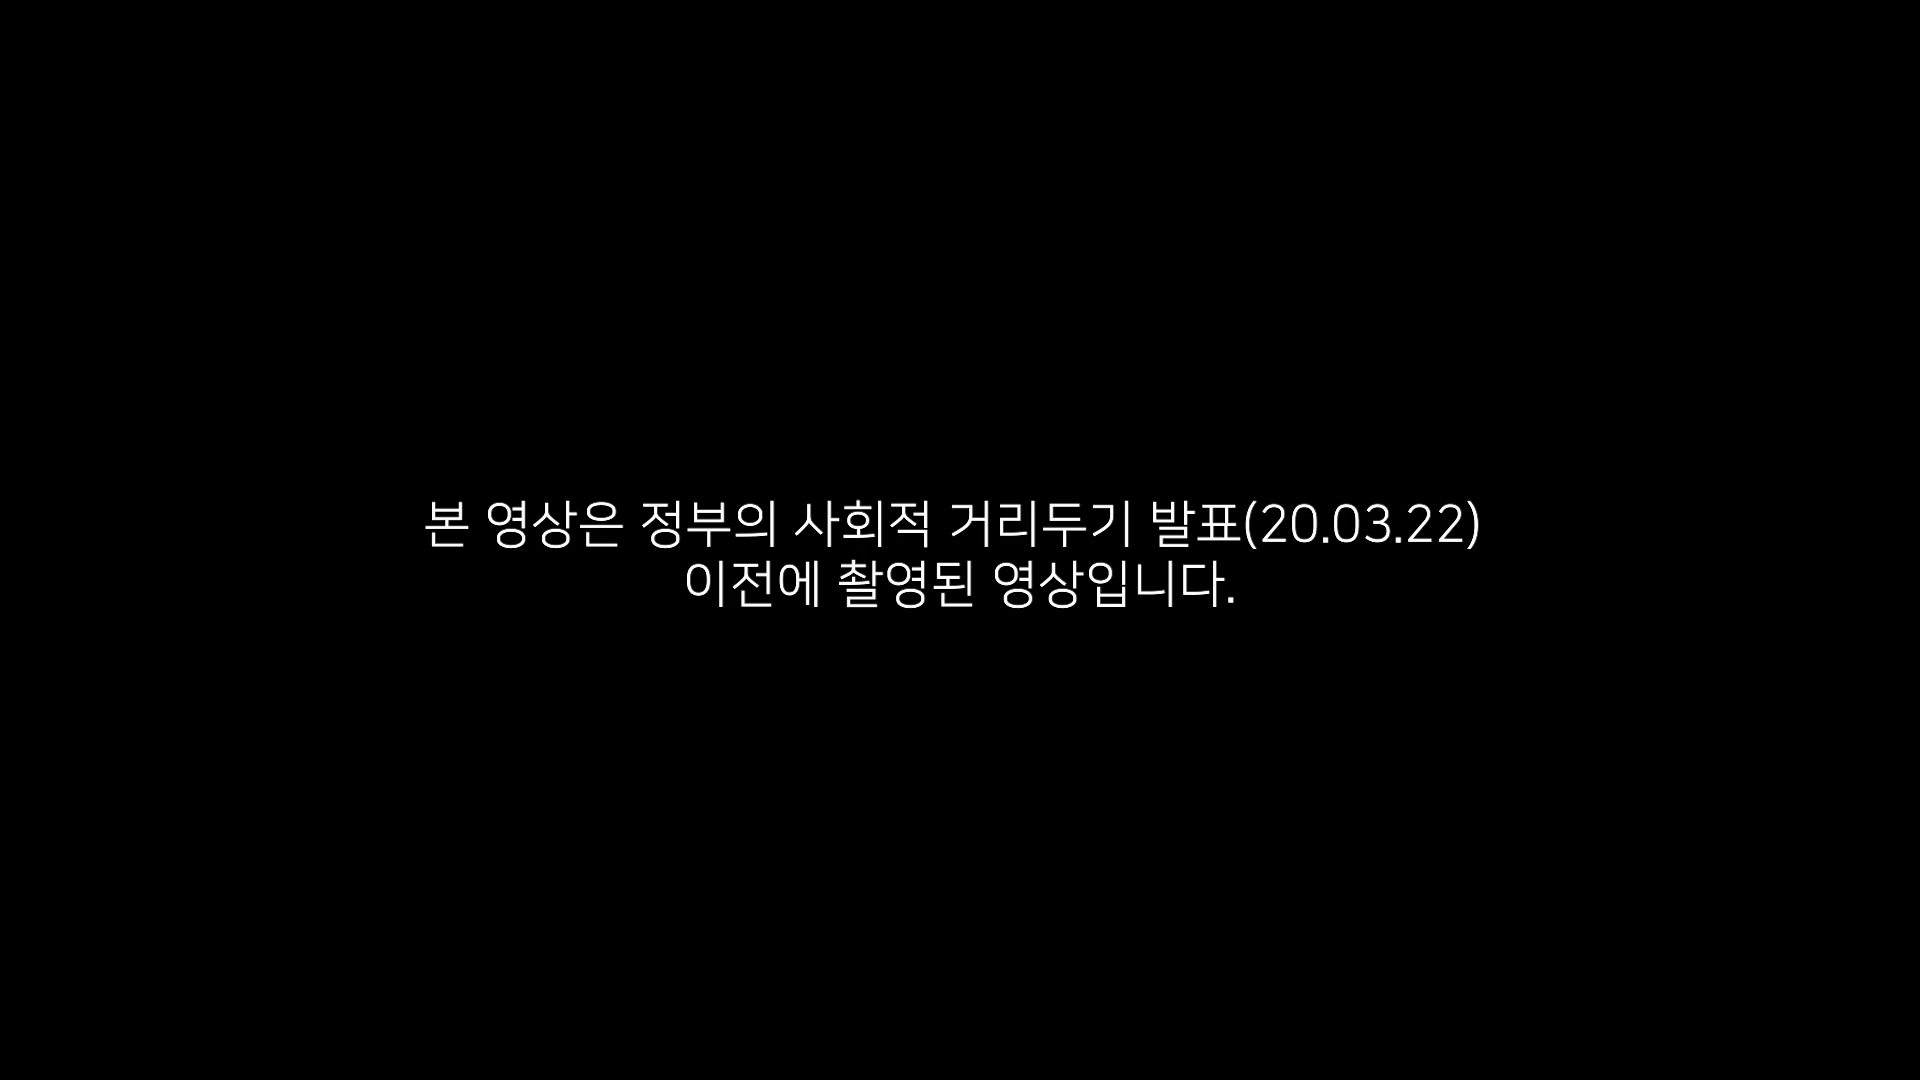 본 영상은 정부의 사회적 거리두기 발표(20.03.22)
이전에 촬영된 영상입니다.